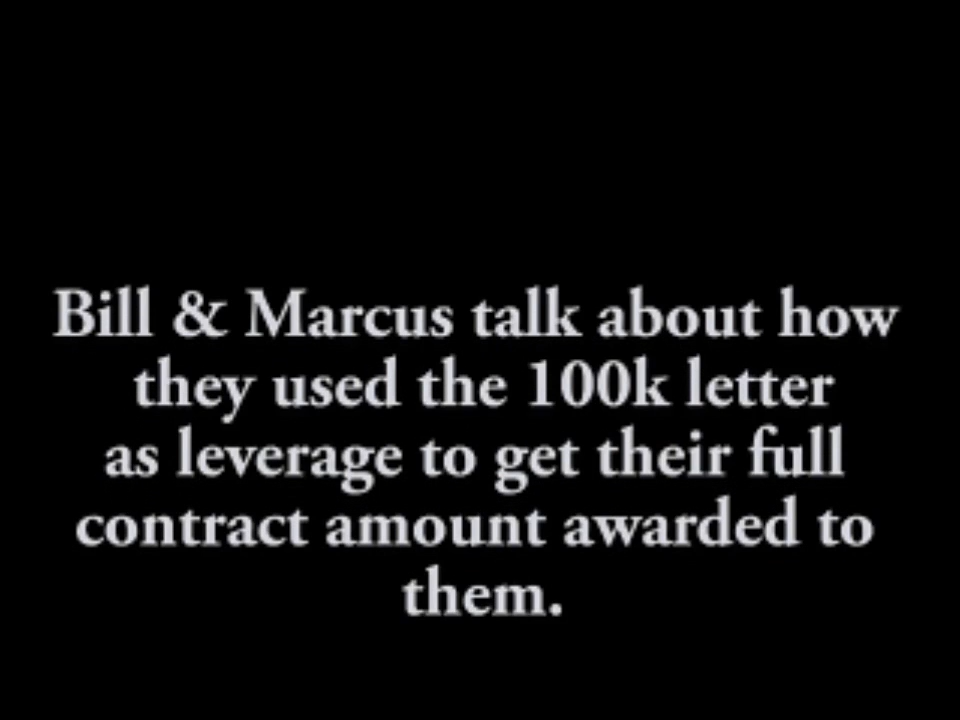 Bill & Marcus talk about how
they used the 100k letter
as leverage to get their full
contract amount awarded to
them.